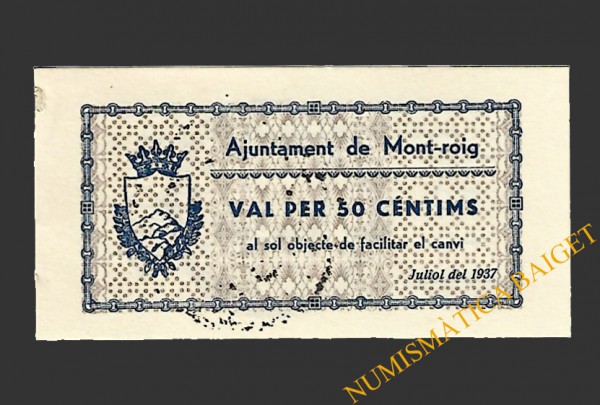 Ajuntament de Mont-roig
VAL PER 50 CÉNTIMS
al sol objecte de facilitar el canvi
Juliol del 1937
NUMISMÀTICA BAIGET